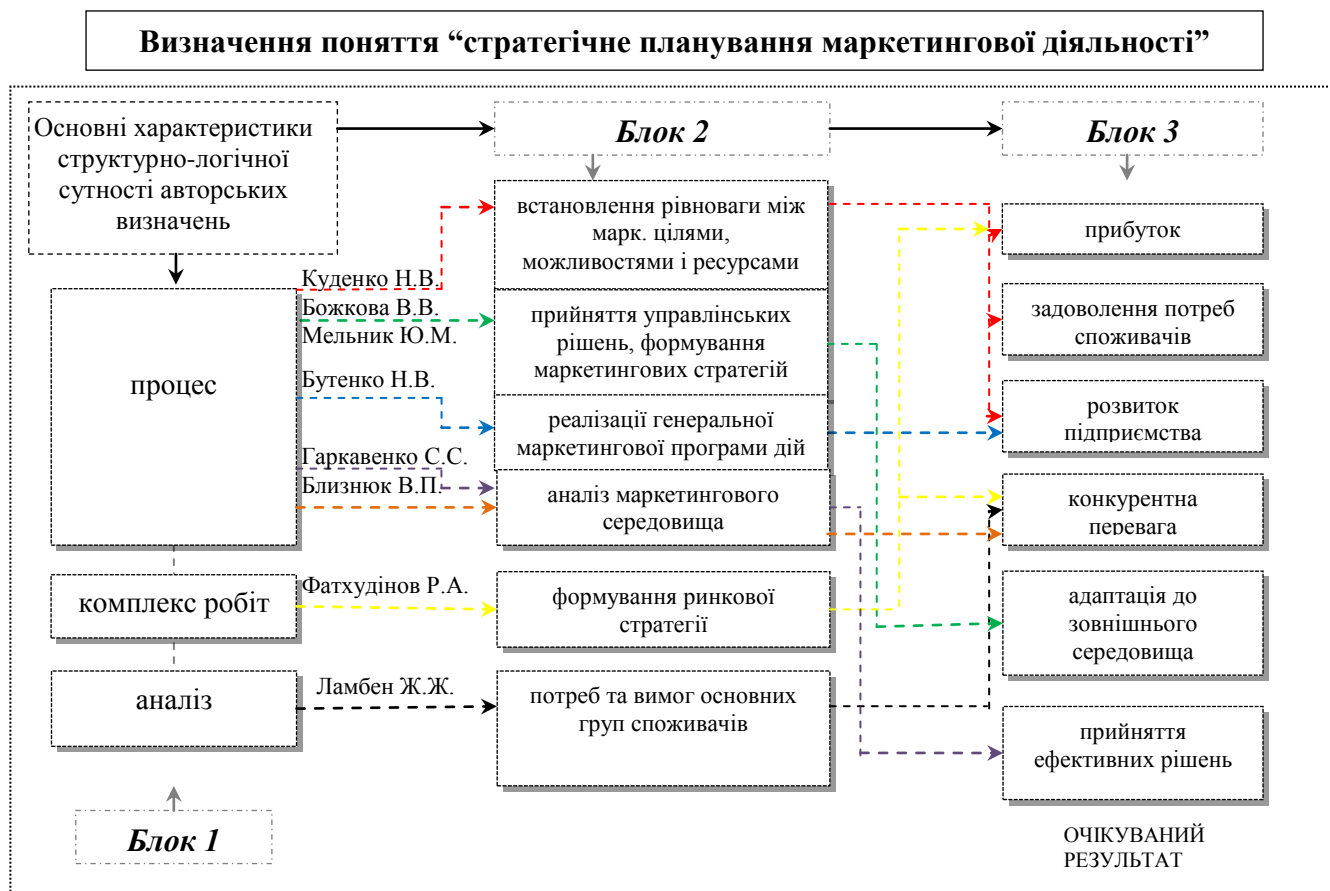 Визначення поняття “стратегічне планування маркетингової діяльності”
Основні характеристики
структурно-логічної
сутності авторських
визначень
Блок 2
Блок 3
процес
Куденко Н.В.
Божкова В.В.
Мельник Ю.М.
Бутенко Н.В.
Гаркавенко С.С.
Близнюк В.П.
комплекс робіт
Фатхудінов Р.А.
аналіз
Ламбен Ж.Ж.
Блок 1
встановлення рівноваги між
марк. цілями,
можливостями і ресурсами
прийняття управлінських
рішень, формування
маркетингових стратегій
реалізації генеральної
маркетингової програми дій
аналіз маркетингового
середовища
формування ринкової
стратегії
потреб та вимог основних
груп споживачів
прибуток
задоволення потреб
споживачів
розвиток
підприємства
конкурентна
перевага
адаптація до
зовнішнього
середовища
прийняття
ефективних рішень
ОЧІКУВАНИЙ
РЕЗУЛЬТАТ